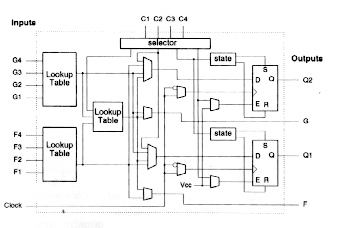 Inputs
C1 C2 C3 C4
selector
Outputs
state
S
G4
G3
G2
G1
Lookup
Table
D Q
Q2
E R
Lookup
Table
G
state
S
F4
F3
F2
F1
Lookup
Table
D Q
Q1
Vcc
E R
Clock
F